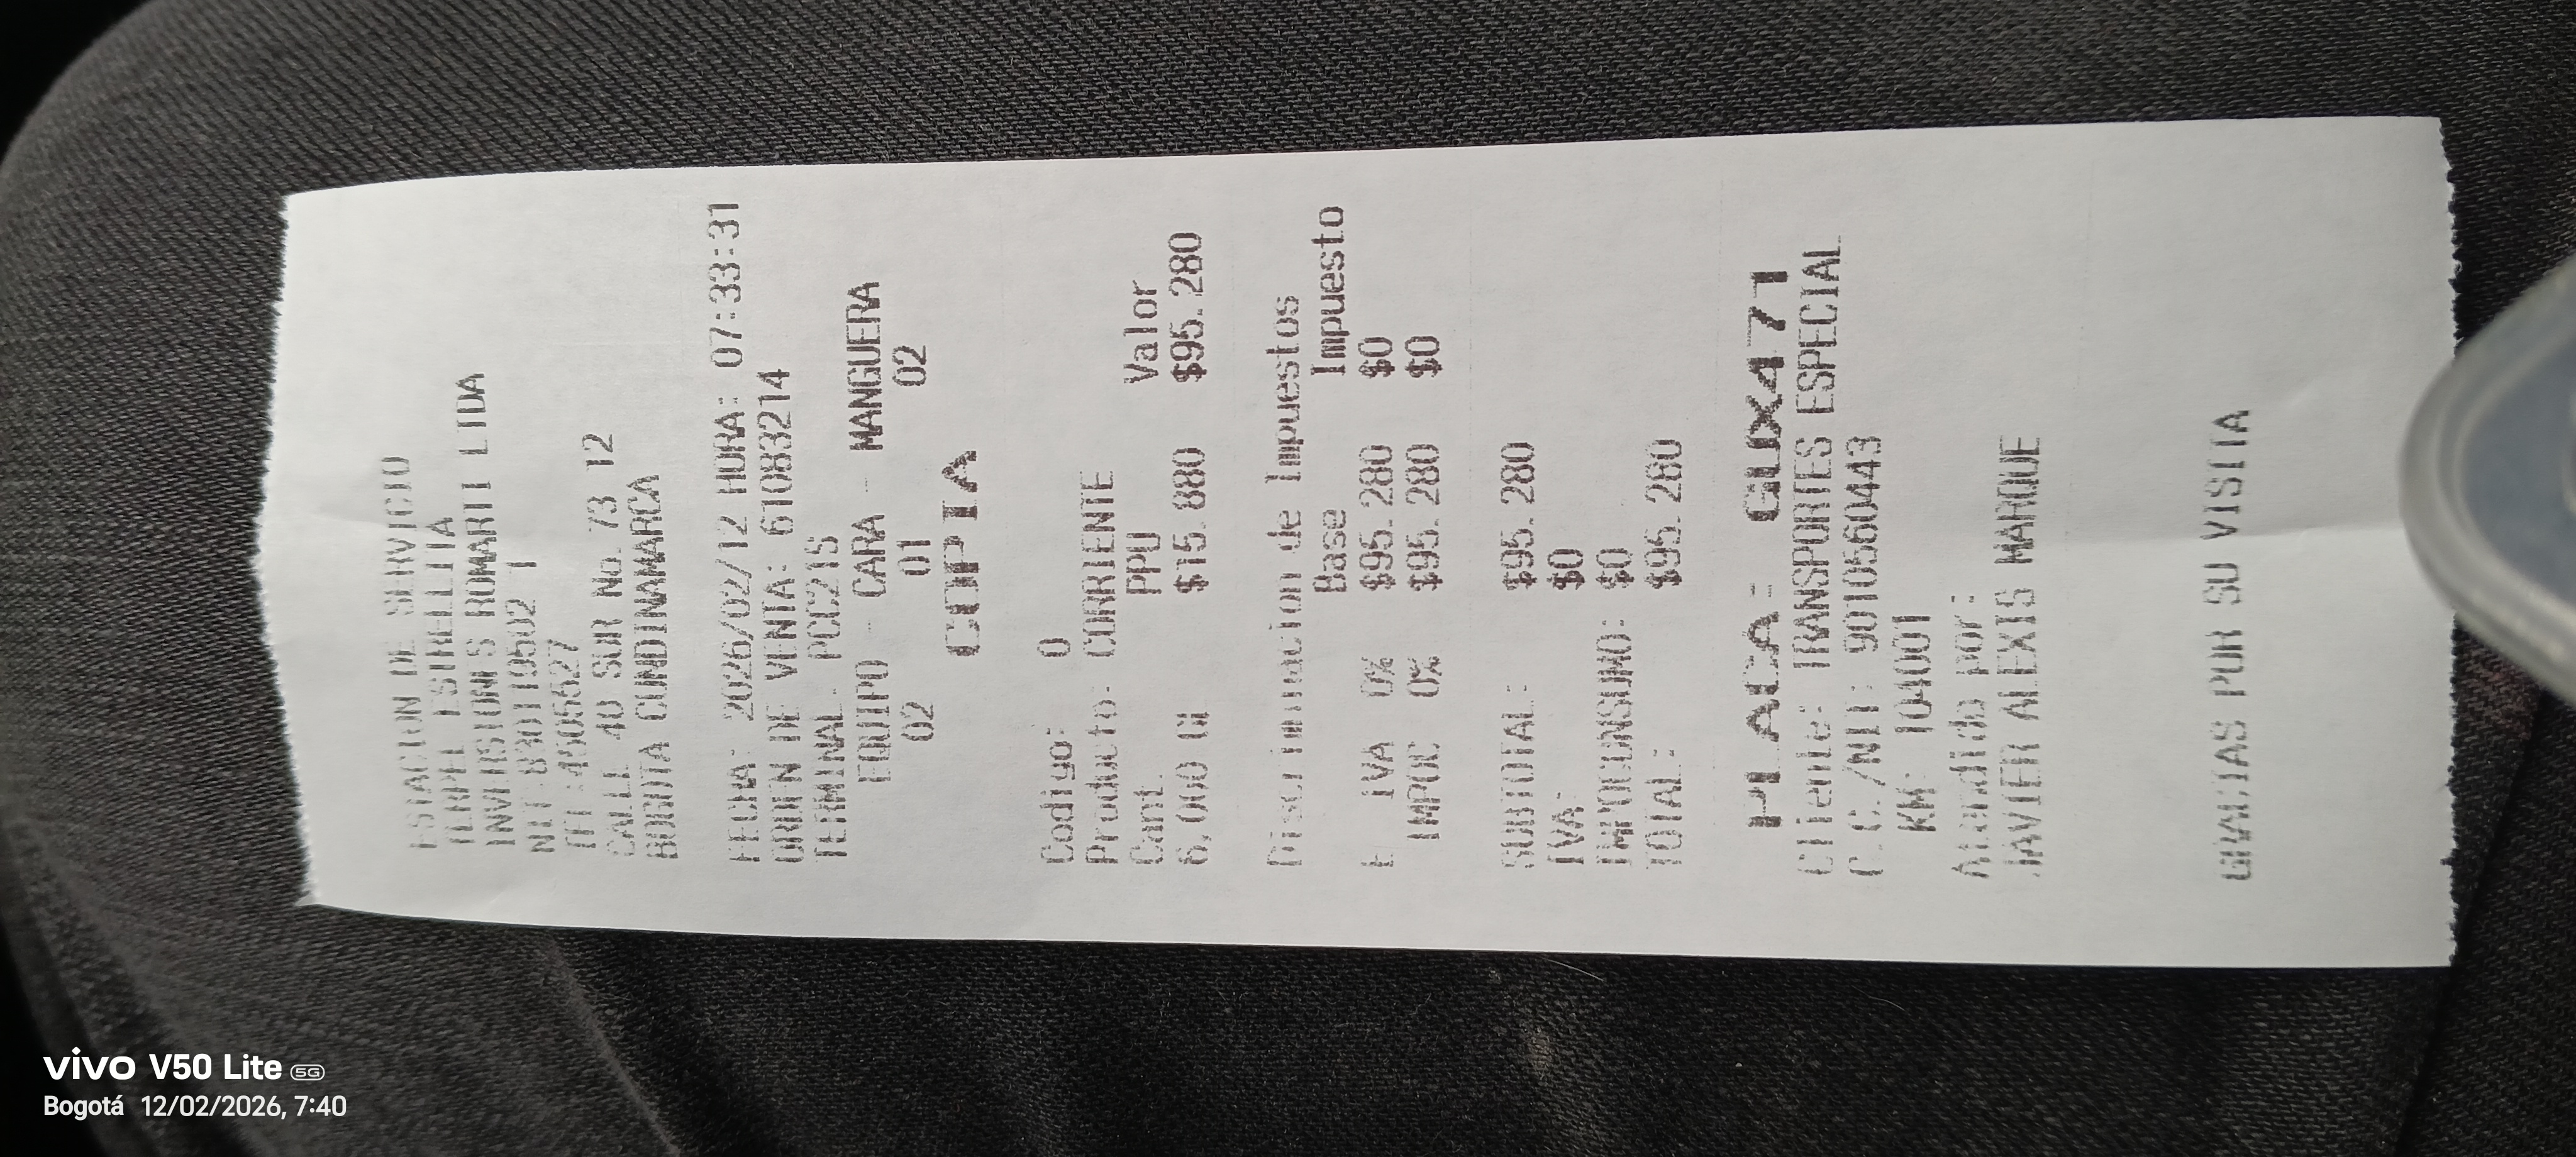 ESTACION DE SERVICIO
TERPEL ESTRELLITA
INVERSIONES ROMARTI LTDA
NIT: 830119502 1
TEL: 4505527
CALLE 40 SUR No. 73 12
BOGOTA CUNDINAMARCA
FECHA: 2026/02/12 HORA: 07:33:31
ORDEN DE VENTA: 61083214
TERMINAL: PCC21S
EQUIPO - CARA - MANGUERA
02 01 02
COPIA
Codigo: 0
Producto: CORRIENTE
Cant. PPU Valor
6,000 Gl $15.880 $95.280
Discriminacion de Impuestos
Base Impuesto
E IVA 0% $95.280 $0
IMPOC 0% $95.280 $0
SUBTOTAL: $95.280
IVA: $0
IMPOCONSUMO: $0
TOTAL: $95.280
PLACA: GUX471
Cliente: TRANSPORTES ESPECIAL
C.C./NIT: 9010560443
KM: 104001
Atendido por:
JAVIER ALEXIS MARQUE
GRACIAS POR SU VISITA
vivo V50 Lite 5G
Bogotá 12/02/2026, 7:40